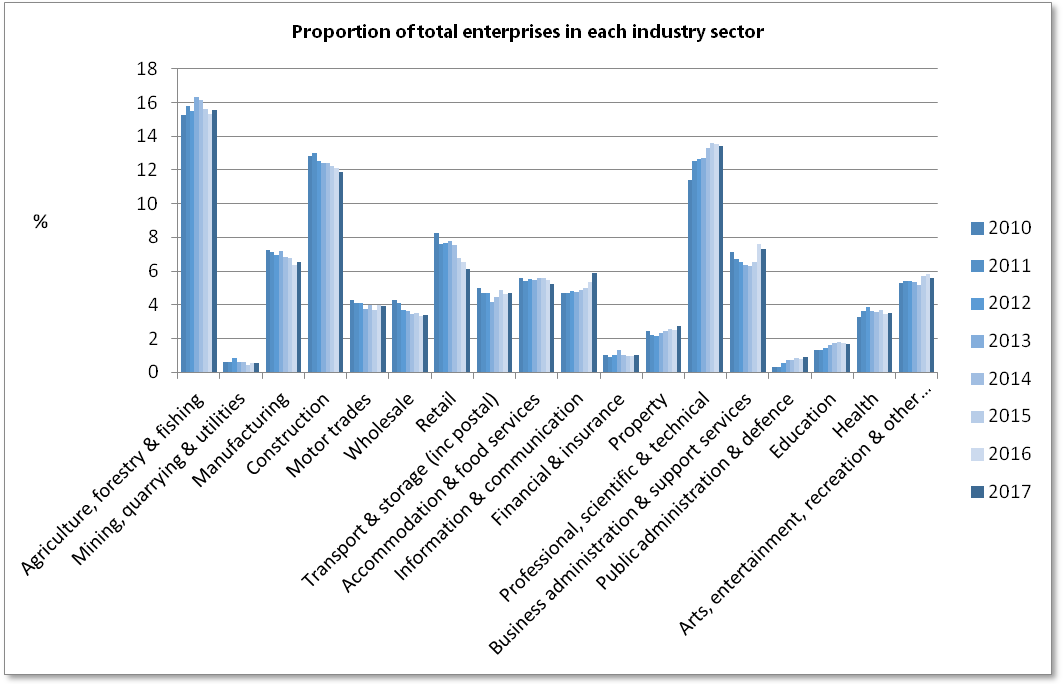 Proportion of total enterprises in each industry sector
%
18
16
14
12
10
8
6
4
2
0
Agriculture, forestry & fishing
Mining, quarrying & utilities
Manufacturing
Construction
Motor trades
Wholesale
Retail
Transport & storage (inc postal)
Accommodation & food services
Information & communication
Financial & insurance
Property
Professional, scientific & technical
Business administration & support services
Public administration & defence
Education
Health
Arts, entertainment, recreation & other...
2010
2011
2012
2013
2014
2015
2016
2017